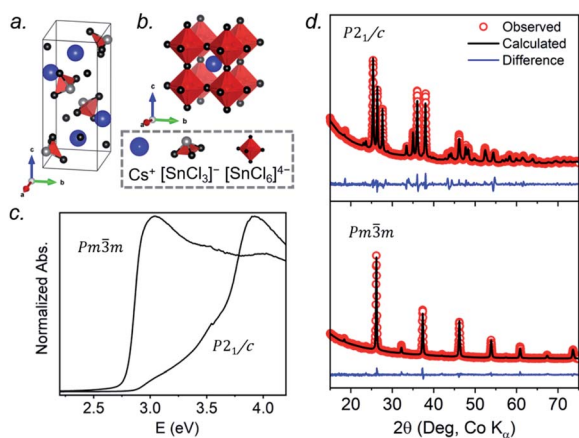 a.
b.
c
b
a
c
b
a
Cs⁺ [SnCl₃]⁻ [SnCl₆]⁴⁻
c.
Pm3̄m
P2₁/c
Normalized Abs.
2.5 3.0 3.5 4.0
E (eV)
d.
P2₁/c
Observed
Calculated
Difference
Pm3̄m
20 30 40 50 60 70
2θ (Deg, Co Kα)